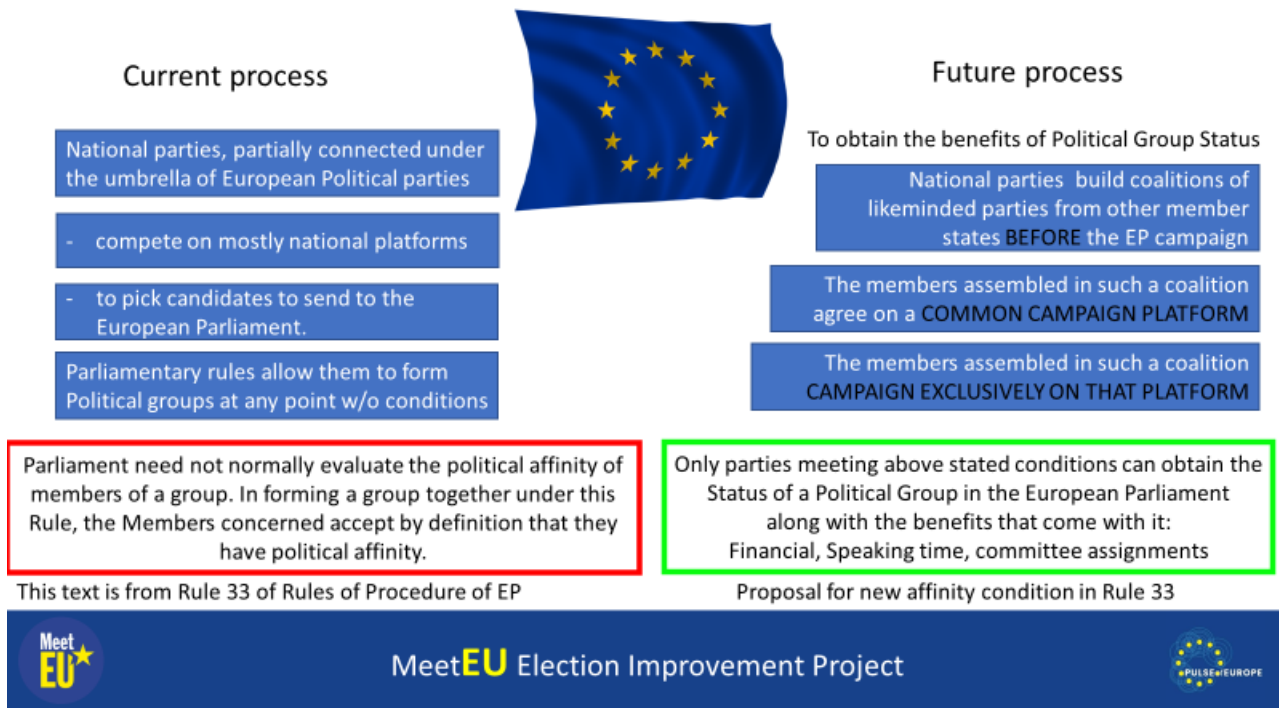 Current process
National parties, partially connected under
the umbrella of European Political parties
- compete on mostly national platforms
- to pick candidates to send to the
European Parliament.
Parliamentary rules allow them to form
Political groups at any point w/o conditions
Parliament need not normally evaluate the political affinity of
members of a group. In forming a group together under this
Rule, the Members concerned accept by definition that they
have political affinity.
This text is from Rule 33 of Rules of Procedure of EP
Future process
To obtain the benefits of Political Group Status
National parties build coalitions of
likeminded parties from other member
states BEFORE the EP campaign
The members assembled in such a coalition
agree on a COMMON CAMPAIGN PLATFORM
The members assembled in such a coalition
CAMPAIGN EXCLUSIVELY ON THAT PLATFORM
Only parties meeting above stated conditions can obtain the
Status of a Political Group in the European Parliament
along with the benefits that come with it:
Financial, Speaking time, committee assignments
Proposal for new affinity condition in Rule 33
Meet
EU
MeetEU Election Improvement Project
PULSE of EUROPE